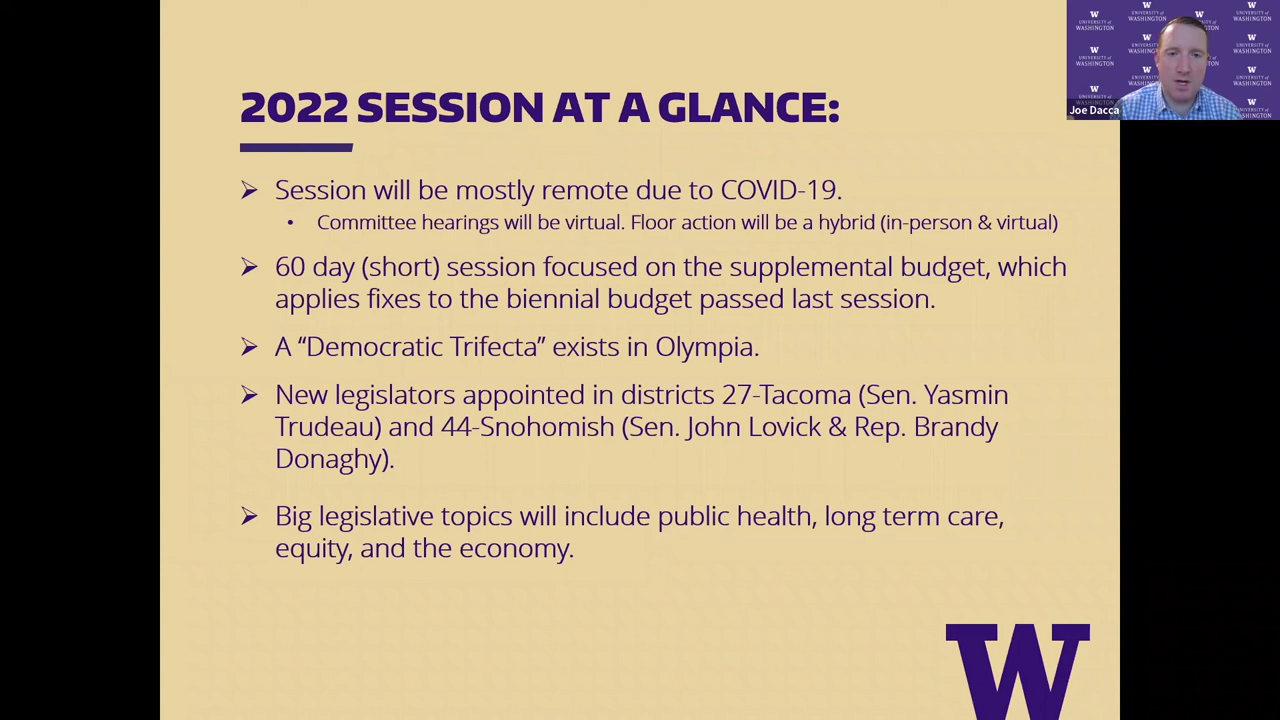 2022 SESSION AT A GLANCE:
Session will be mostly remote due to COVID-19.
Committee hearings will be virtual. Floor action will be a hybrid (in-person & virtual)
60 day (short) session focused on the supplemental budget, which
applies fixes to the biennial budget passed last session.
A “Democratic Trifecta” exists in Olympia.
New legislators appointed in districts 27-Tacoma (Sen. Yasmin
Trudeau) and 44-Snohomish (Sen. John Lovick & Rep. Brandy
Donaghy).
Big legislative topics will include public health, long term care,
equity, and the economy.
W
W
UNIVERSITY of
WASHINGTON
Joe Dacca